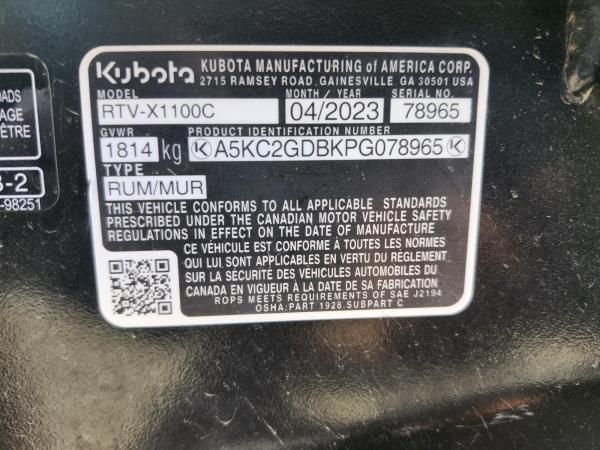 Kubota KUBOTA MANUFACTURING of AMERICA CORP.
2715 RAMSEY ROAD, GAINESVILLE, GA 30501 USA
MODEL MONTH / YEAR SERIAL NO.
RTV-X1100C 04/2023 78965
GVWR PRODUCT IDENTIFICATION NUMBER
1814 kg A5KC2GDBKPG078965
TYPE
RUM/MUR
THIS VEHICLE CONFORMS TO ALL APPLICABLE STANDARDS
PRESCRIBED UNDER THE CANADIAN MOTOR VEHICLE SAFETY
REGULATIONS IN EFFECT ON THE DATE OF MANUFACTURE
CE VÉHICULE EST CONFORME À TOUTES LES NORMES
QUI LUI SONT APPLICABLES EN VERTU DU RÈGLEMENT
SUR LA SÉCURITÉ DES VÉHICULES AUTOMOBILES DU
CANADA EN VIGUEUR À LA DATE DE SA FABRICATION
ROPS MEETS REQUIREMENTS OF SAE J2194
OSHA:PART 1928.SUBPART C
OADS
AGE
ÊTRE
3-2
-98251